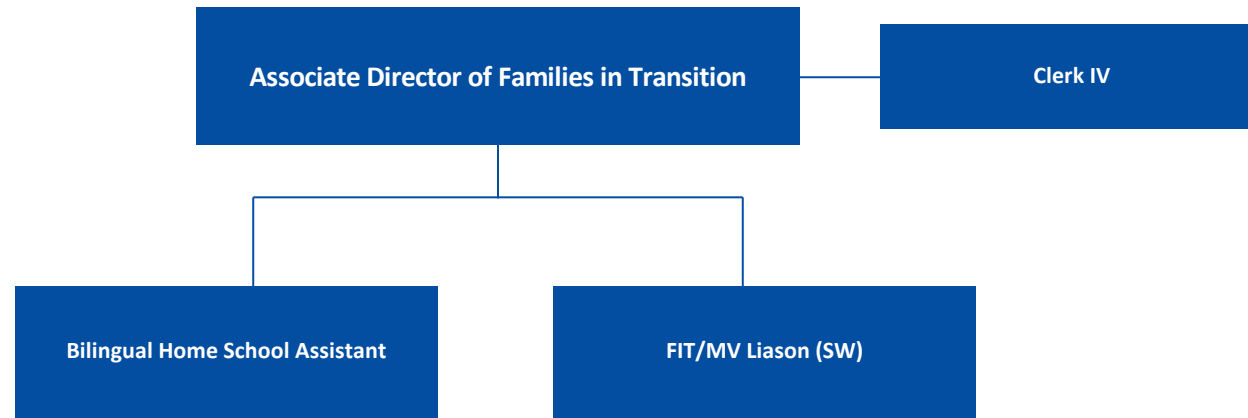 Associate Director of Families in Transition
Clerk IV
Bilingual Home School Assistant
FIT/MV Liason (SW)